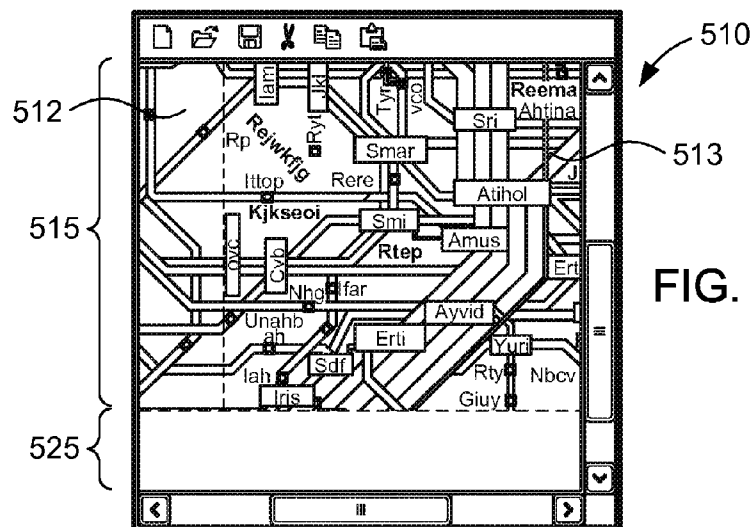 510
512
Iam
Iki
Tyr
vco
Reema
Ahtina
Sri
Rp
Rejwkfjg
Ryt
Smar
513
J
Ittop
Rere
Atihol
Kjkseoi
515
Smi
ovc
Cvb
Rtep
Amus
Ert
FIG.
Nhg
Ifar
Unahb
ah
Ayvid
Erti
Yuri
Iah
Sdf
Rty
Nbcv
Iris
Giuy
525